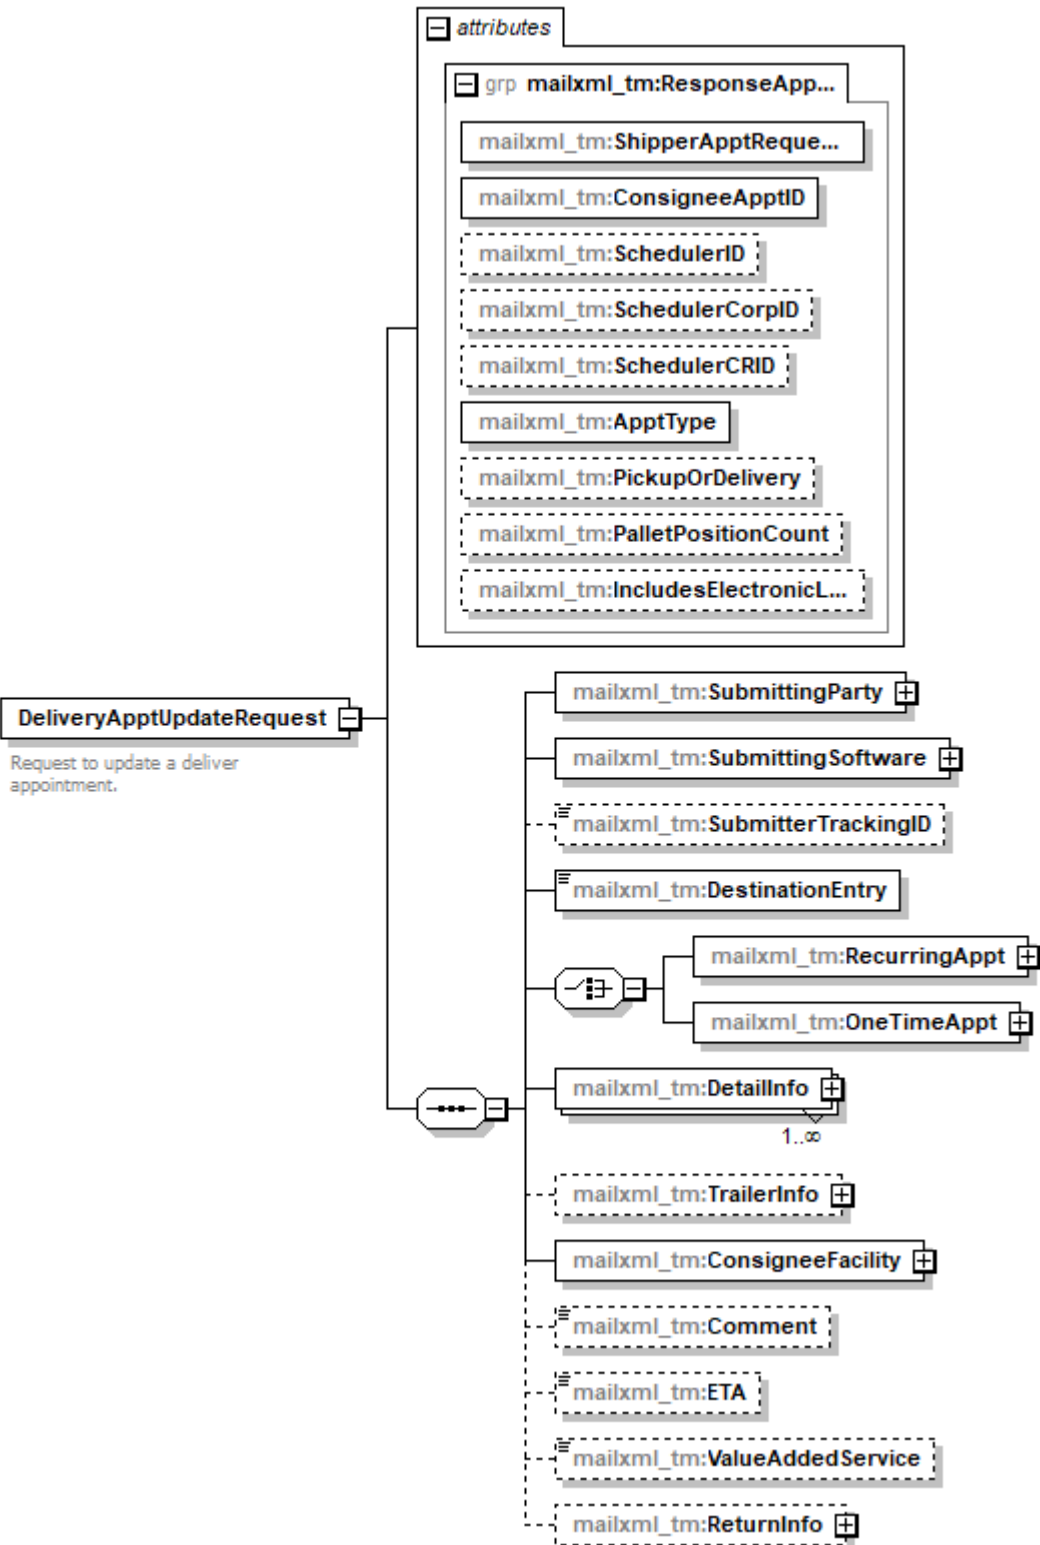 attributes
grp mailxml_tm:ResponseApp...
mailxml_tm:ShipperApptReque...
mailxml_tm:ConsigneeApptID
mailxml_tm:SchedulerID
mailxml_tm:SchedulerCorpID
mailxml_tm:SchedulerCRID
mailxml_tm:ApptType
mailxml_tm:PickupOrDelivery
mailxml_tm:PalletPositionCount
mailxml_tm:IncludesElectronicL...
DeliveryApptUpdateRequest
Request to update a deliver
appointment.
mailxml_tm:SubmittingParty
mailxml_tm:SubmittingSoftware
mailxml_tm:SubmitterTrackingID
mailxml_tm:DestinationEntry
mailxml_tm:RecurringAppt
mailxml_tm:OneTimeAppt
mailxml_tm:DetailInfo
1..∞
mailxml_tm:TrailerInfo
mailxml_tm:ConsigneeFacility
mailxml_tm:Comment
mailxml_tm:ETA
mailxml_tm:ValueAddedService
mailxml_tm:ReturnInfo